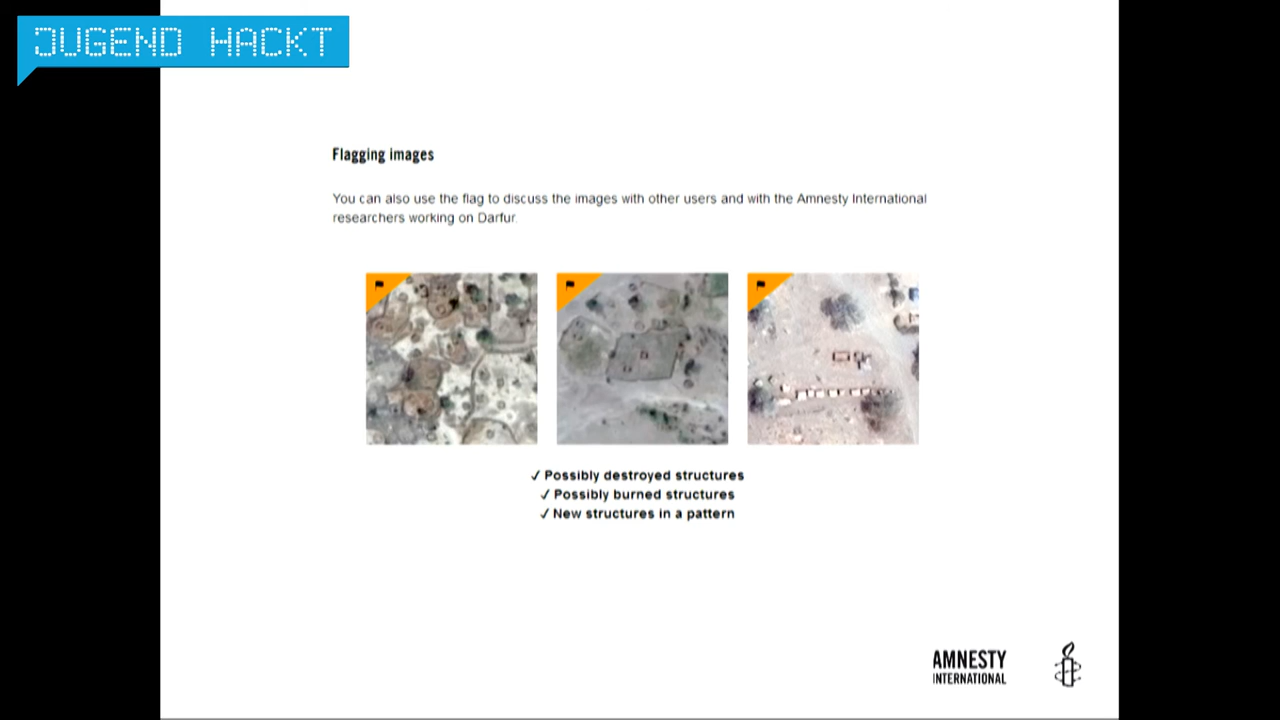 JUGEND HACKT
Flagging images
You can also use the flag to discuss the images with other users and with the Amnesty International
researchers working on Darfur.
✓ Possibly destroyed structures
✓ Possibly burned structures
✓ New structures in a pattern
AMNESTY
INTERNATIONAL